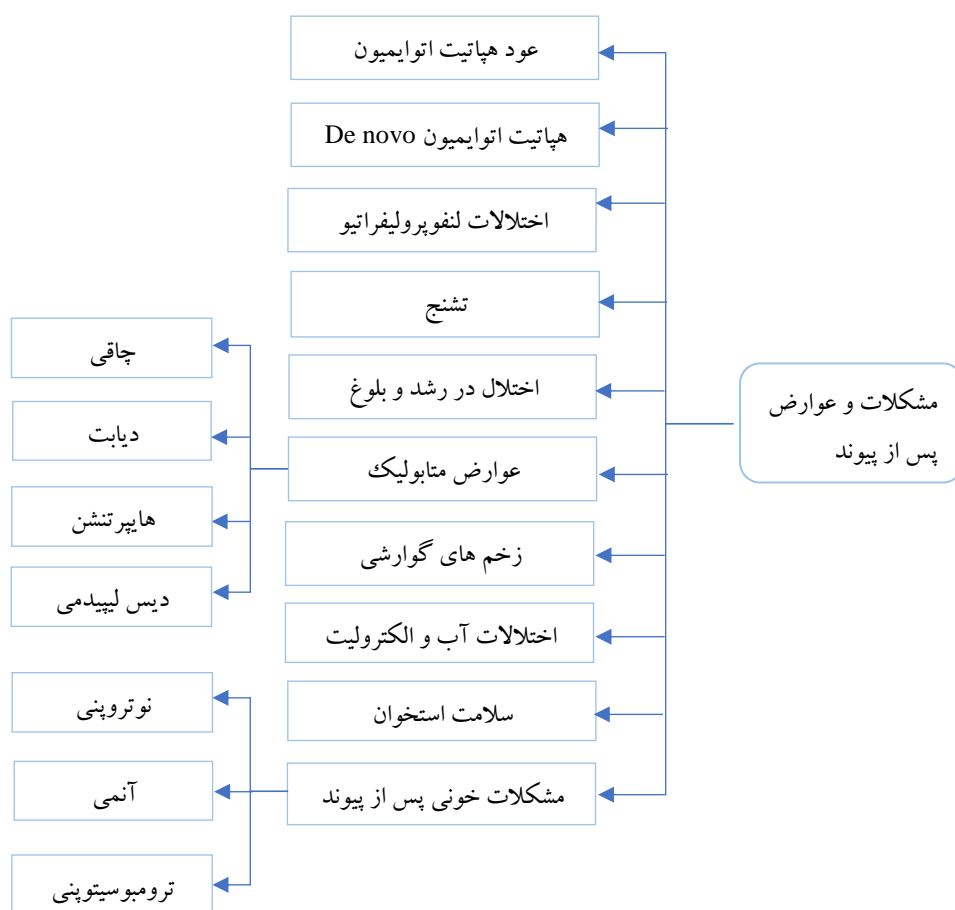 مشکلات و عوارض
پس از پیوند
عود هپاتیت اتوایمیون
هپاتیت اتوایمیون De novo
اختلالات لنفوپرولیفراتیو
تشنج
اختلال در رشد و بلوغ
عوارض متابولیک
چاقی
دیابت
هایپرتنشن
دیس لیپیدمی
زخم های گوارشی
اختلالات آب و الکترولیت
سلامت استخوان
مشکلات خونی پس از پیوند
نوتروپنی
آنمی
ترومبوسیتوپنی